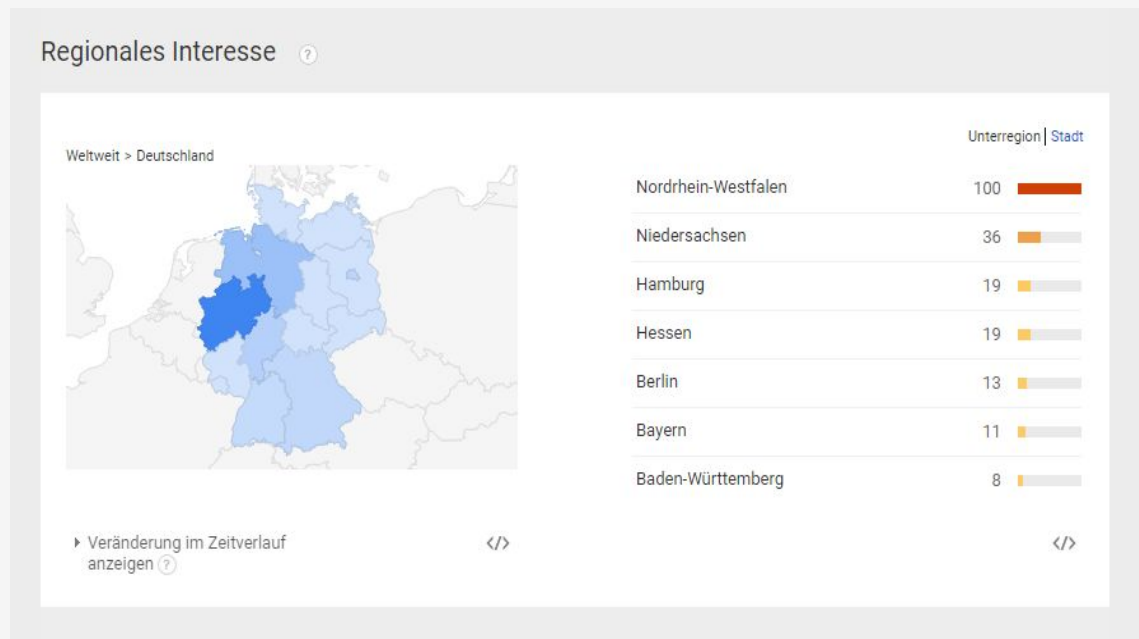 Regionales Interesse ?
Unterregion | Stadt
Weltweit > Deutschland
Nordrhein-Westfalen 100
Niedersachsen 36
Hamburg 19
Hessen 19
Berlin 13
Bayern 11
Baden-Württemberg 8
Veränderung im Zeitverlauf
anzeigen ?
</>
</>